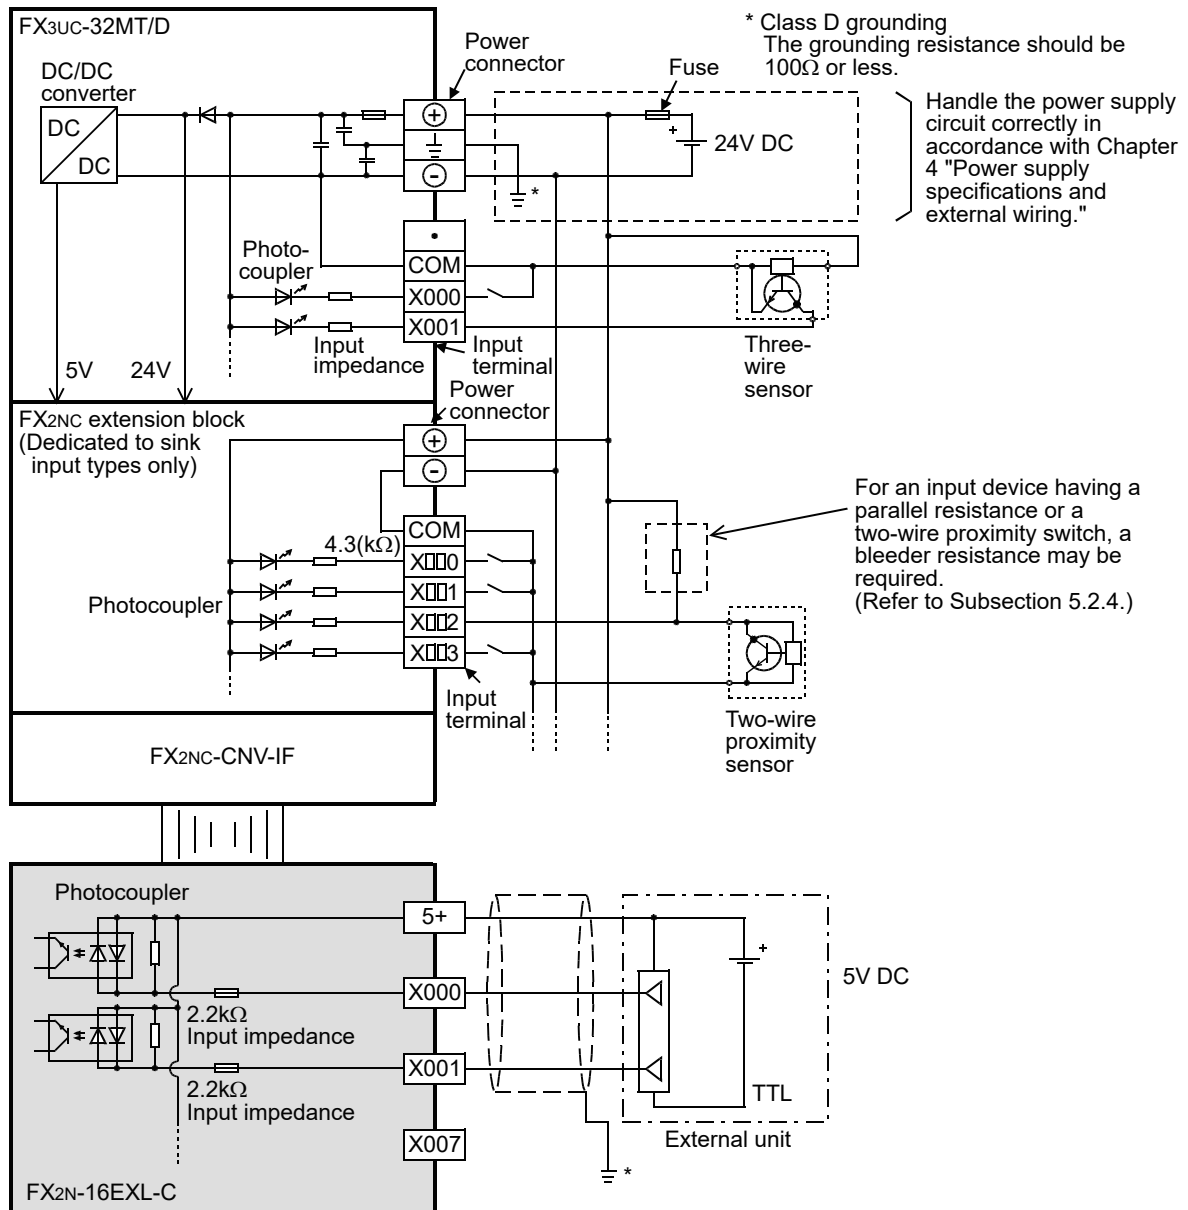 FX3UC-32MT/D
DC/DC
converter
DC
DC
Power
connector
Fuse
* Class D grounding
The grounding resistance should be
100Ω or less.
+
24V DC
*
Handle the power supply
circuit correctly in
accordance with Chapter
4 "Power supply
specifications and
external wiring."
+
-
•
COM
X000
X001
Photo-
coupler
Input
impedance
Input
terminal
Three-
wire
sensor
5V
24V
Power
connector
FX2NC extension block
(Dedicated to sink
input types only)
+
-
COM
4.3(kΩ)
X□□0
X□□1
X□□2
X□□3
Photocoupler
Input
terminal
For an input device having a
parallel resistance or a
two-wire proximity switch, a
bleeder resistance may be
required.
(Refer to Subsection 5.2.4.)
Two-wire
proximity
sensor
FX2NC-CNV-IF
Photocoupler
5+
X000
2.2kΩ
Input impedance
X001
2.2kΩ
Input impedance
X007
FX2N-16EXL-C
+
5V DC
TTL
External unit
*